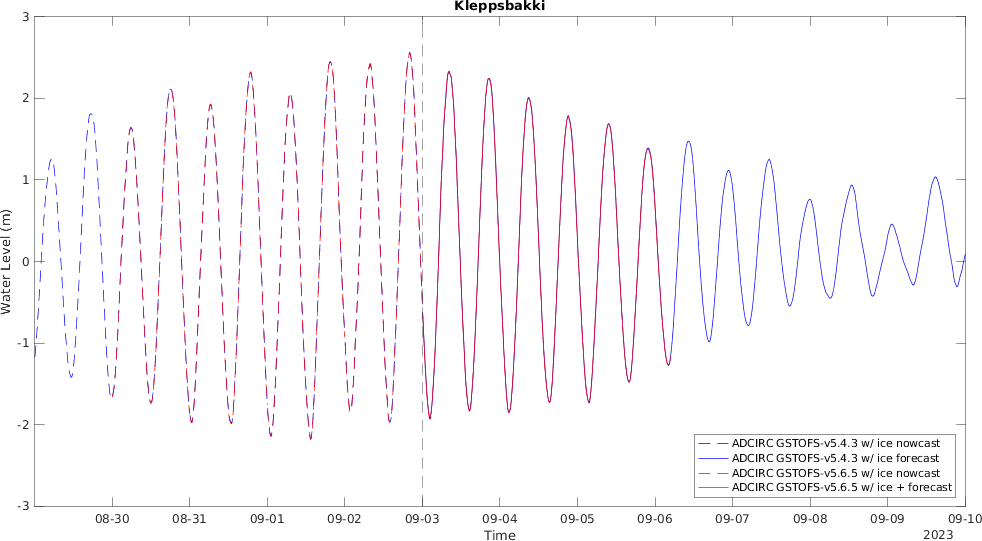 Kleppsbakki
3
2
1
0
-1
-2
-3
Water Level (m)
ADCIRC GSTOFS-v5.4.3 w/ ice nowcast
ADCIRC GSTOFS-v5.4.3 w/ ice forecast
ADCIRC GSTOFS-v5.6.5 w/ ice nowcast
ADCIRC GSTOFS-v5.6.5 w/ ice + forecast
08-30 08-31 09-01 09-02 09-03 09-04 09-05 09-06 09-07 09-08 09-09 09-10
Time
2023